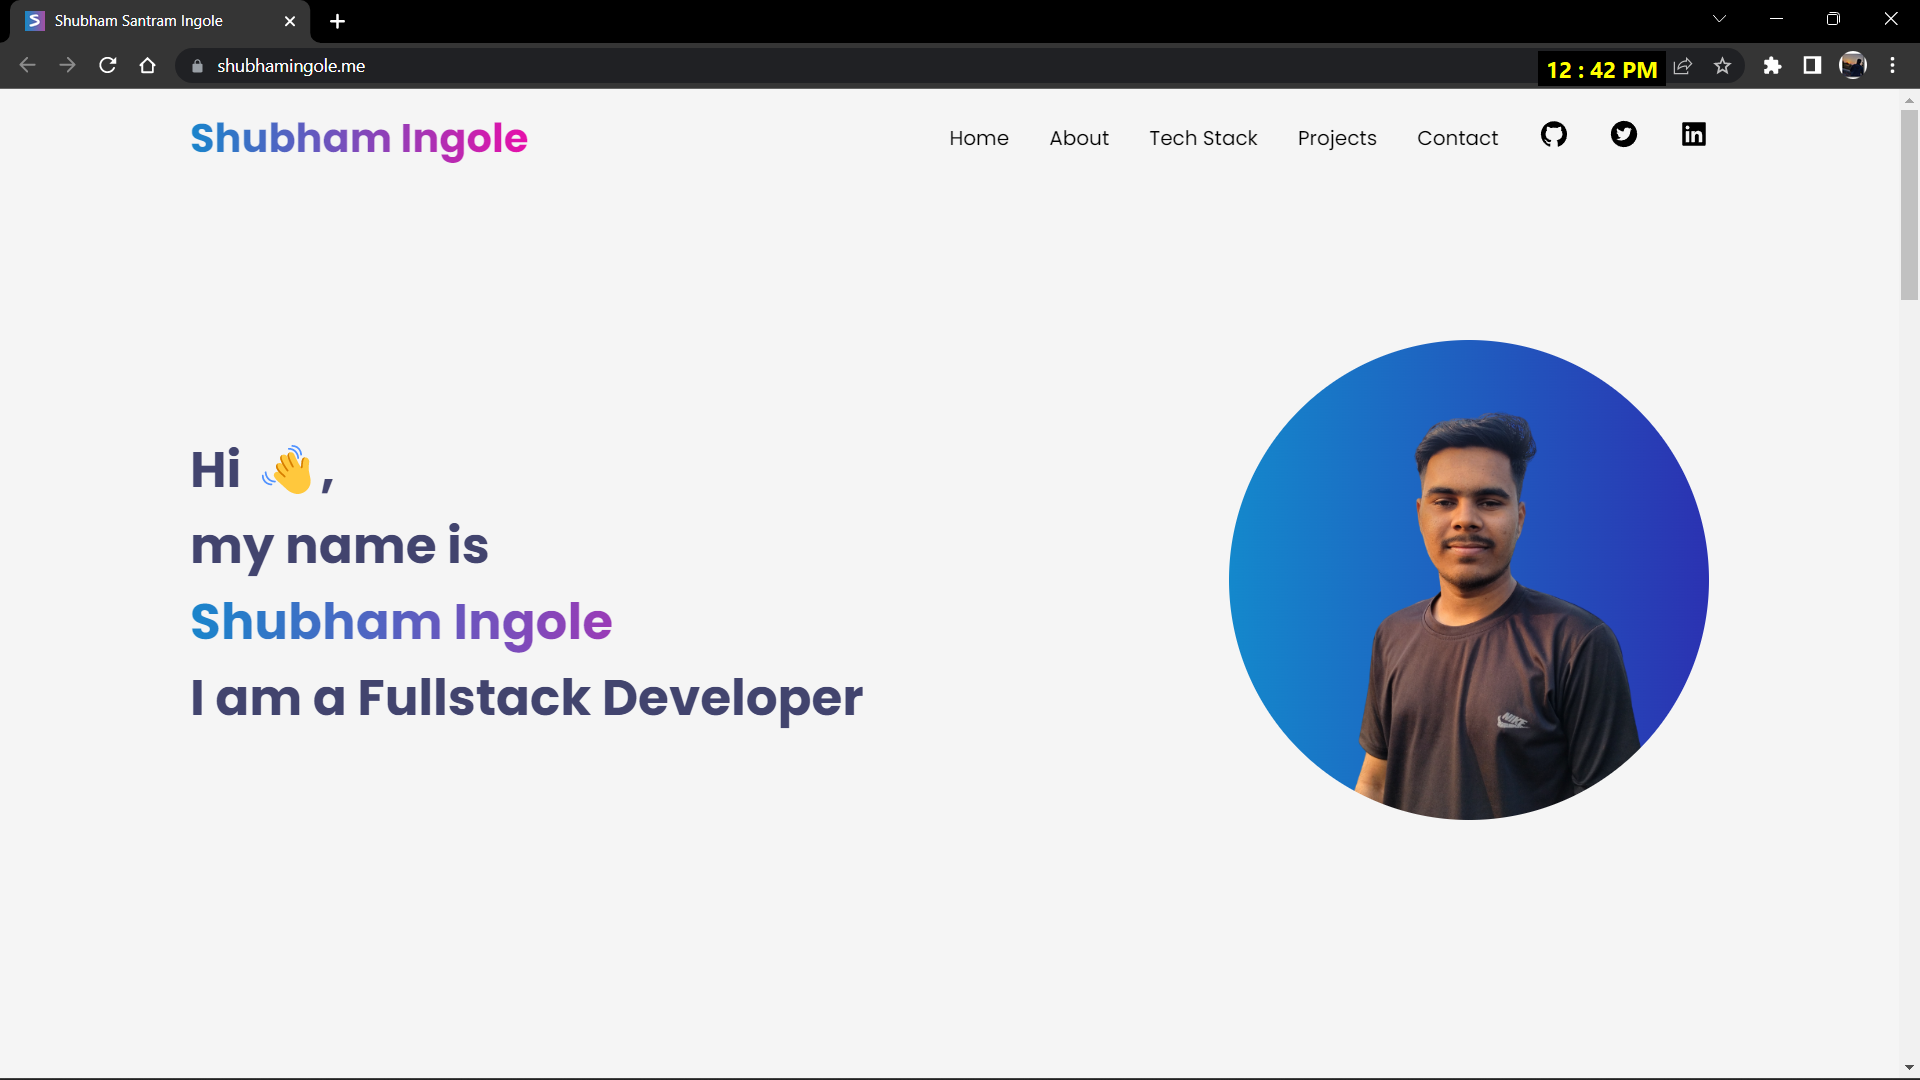 Shubham Santram Ingole
shubhamingole.me
12 : 42 PM
Shubham Ingole
Home
About
Tech Stack
Projects
Contact
Hi 👋,
my name is
Shubham Ingole
I am a Fullstack Developer
NIKE